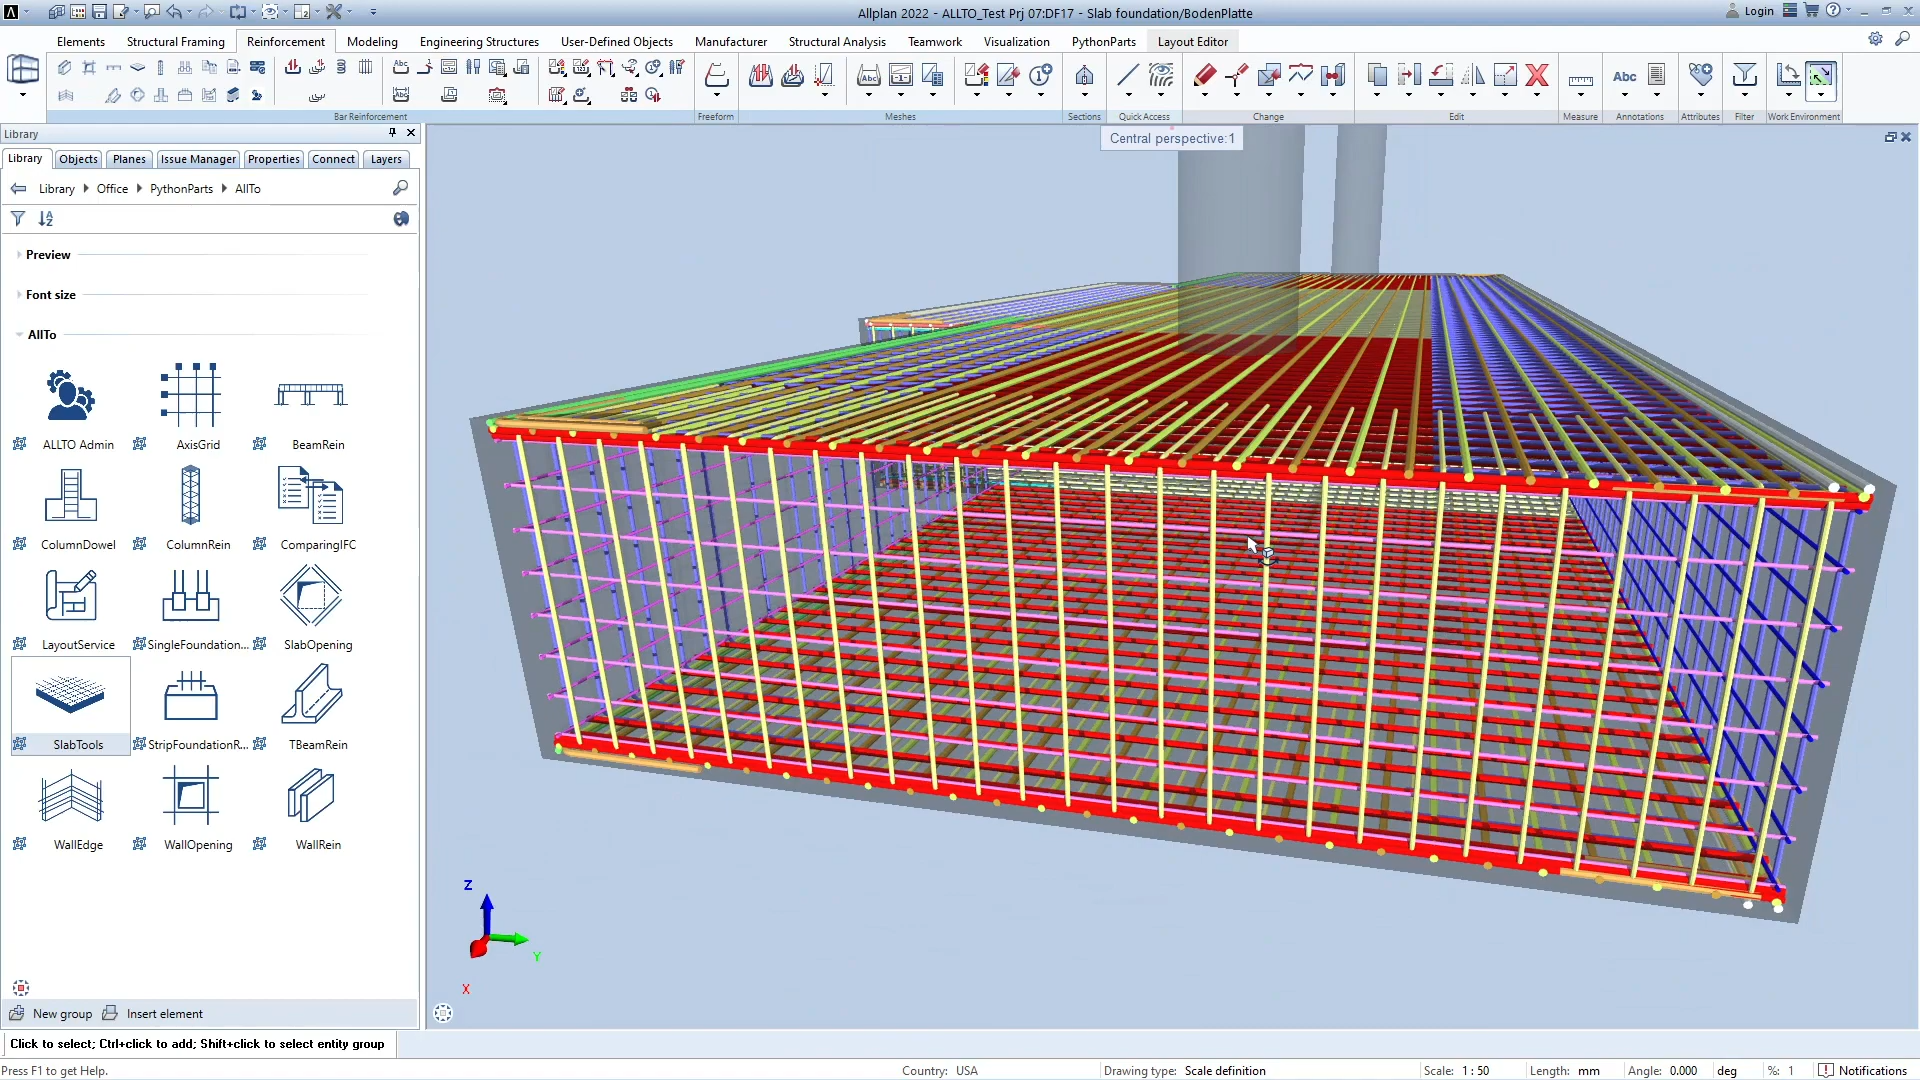 Allplan 2022 - ALLTO_Test Prj 07:DF17 - Slab foundation/BodenPlatte
Login
Elements
Structural Framing
Reinforcement
Modeling
Engineering Structures
User-Defined Objects
Manufacturer
Structural Analysis
Teamwork
Visualization
PythonParts
Layout Editor
Bar Reinforcement
Freeform
Meshes
Sections
Quick Access
Change
Edit
Measure
Annotations
Attributes
Filter
Work Environment
Library
Central perspective:1
Library
Objects
Planes
Issue Manager
Properties
Connect
Layers
Library Office PythonParts AllTo
Preview
Font size
AllTo
ALLTO Admin
AxisGrid
BeamRein
ColumnDowel
ColumnRein
ComparingIFC
LayoutService
SingleFoundation...
SlabOpening
SlabTools
StripFoundationR...
TBeamRein
WallEdge
WallOpening
WallRein
Z
Y
X
New group
Insert element
Click to select; Ctrl+click to add; Shift+click to select entity group
Press F1 to get Help.
Country: USA
Drawing type: Scale definition
Scale: 1 : 50
Length: mm
Angle: 0.000 deg
%: 1
Notifications